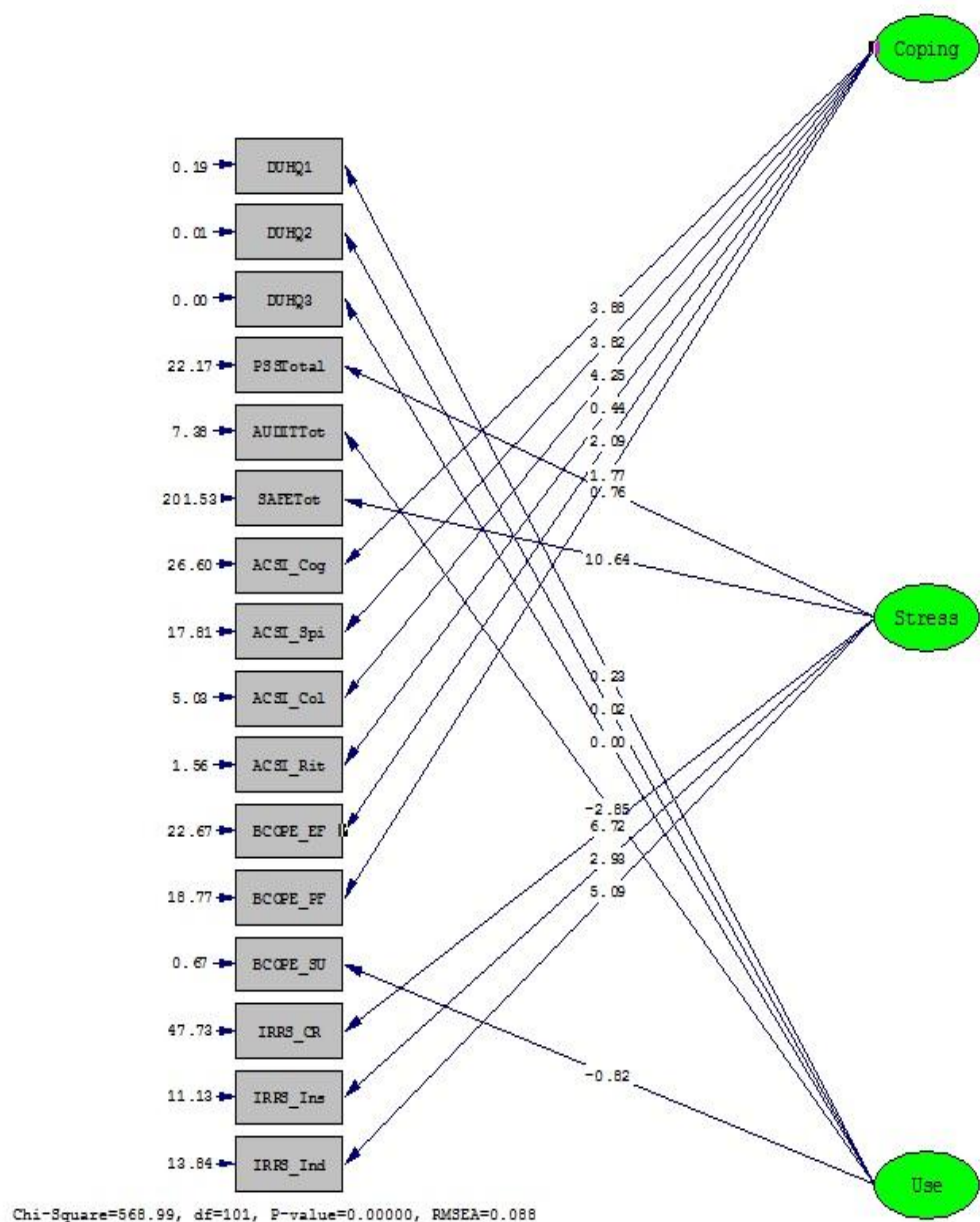 Coping
0.19 DUHQ1
0.01 DUHQ2
0.00 DUHQ3
3.88
3.82
22.17 PSSTotal
4.25
0.44
7.38 AUDITTot
2.09
1.77
0.76
201.53 SAFETot
10.64
26.60 ACSI_Cog
17.81 ACSI_Spi
Stress
0.23
5.03 ACSI_Col
0.02
0.00
1.56 ACSI_Rit
-2.85
6.72
22.67 BCOPE_EF
2.93
5.09
18.77 BCOPE_PF
0.67 BCOPE_SU
47.73 IRRS_CR
-0.82
11.13 IRRS_Ins
13.84 IRRS_Ind
Use
Chi-Square=568.99, df=101, P-value=0.00000, RMSEA=0.088